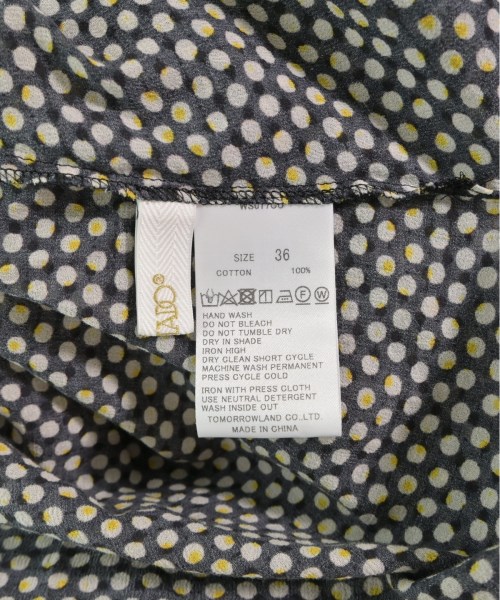 SIZE 36
COTTON 100%
HAND WASH
DO NOT BLEACH
DO NOT TUMBLE DRY
DRY IN SHADE
IRON HIGH
DRY CLEAN SHORT CYCLE
MACHINE WASH PERMANENT
PRESS CYCLE COLD
IRON WITH PRESS CLOTH
USE NEUTRAL DETERGENT
WASH INSIDE OUT
TOMORROWLAND CO.,LTD.
MADE IN CHINA